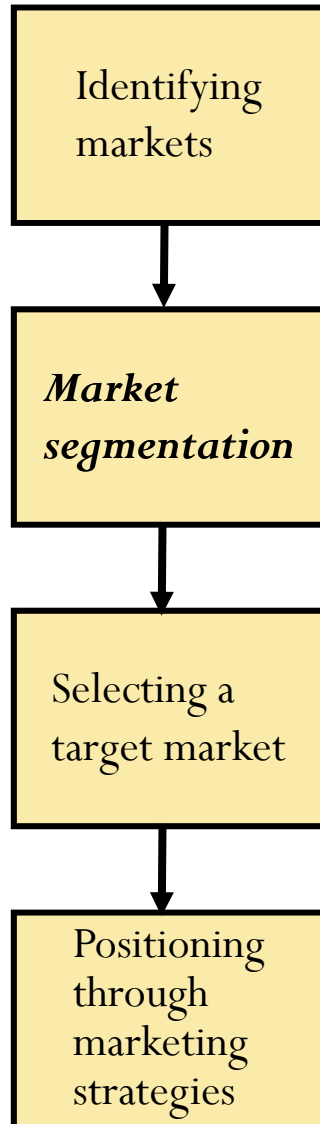 Identifying
markets
Market
segmentation
Selecting a
target market
Positioning
through
marketing
strategies